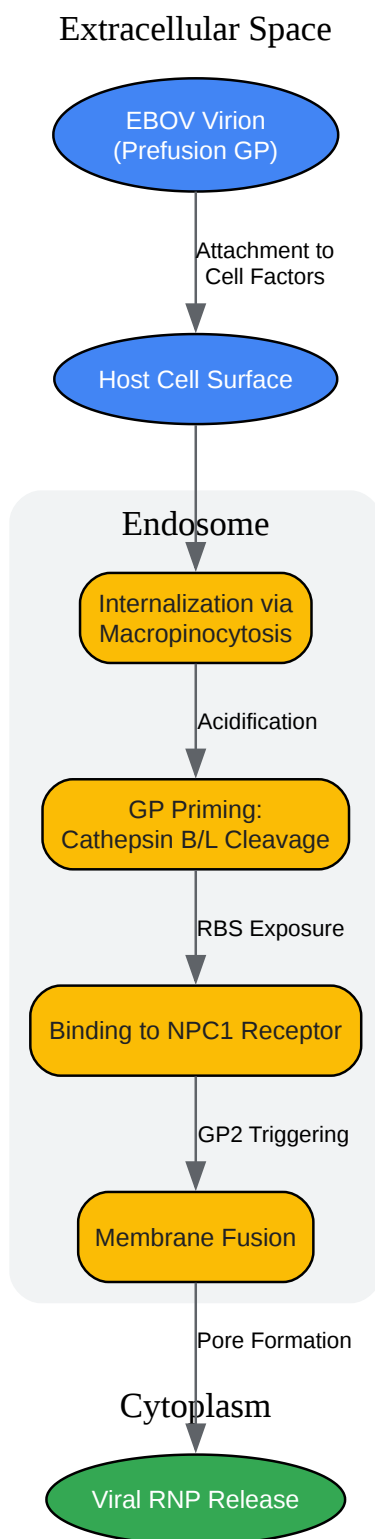 Extracellular Space
EBOV Virion
(Prefusion GP)
Attachment to
Cell Factors
Host Cell Surface
Endosome
Internalization via
Macropinocytosis
Acidification
GP Priming:
Cathepsin B/L Cleavage
RBS Exposure
Binding to NPC1 Receptor
GP2 Triggering
Membrane Fusion
Pore Formation
Cytoplasm
Viral RNP Release